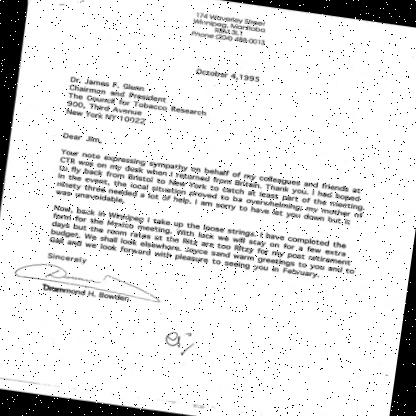 174 Waverley Street
Winnipeg, Manitoba
Phone (204) 488 0013
October 4, 1995
Dr. James F. Glenn
Chairman and President
The Council for Tobacco Research
900, Third Avenue
New York NY 10022
Dear Jim,
Your note expressing sympathy on behalf of my colleagues and friends at
CTR was on my desk when I returned from Britain. Thank you. I had hoped
to fly back from Bristol to New York to catch at least part of the meeting.
In the event, the local situation proved to be overwhelming; my mother of
ninety three needed a lot of help. I am sorry to have let you down but it
was unavoidable.
Now, back in Winnipeg I take up the loose strings. I have completed the
form for the Mexico meeting. With luck we will stay on for a few extra
days but the room rates at the Ritz are too ritzy for my post retirement
budget. We shall look elsewhere. Joyce sand warm greetings to you and to
Gail and we look forward with pleasure to seeing you in February.
Sincerely
Drummond H. Bowden